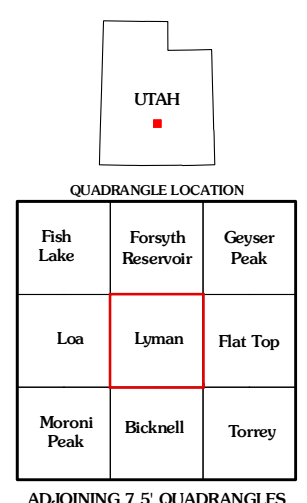 UTAH
QUADRANGLE LOCATION
Fish Lake
Forsyth Reservoir
Geyser Peak
Loa
Lyman
Flat Top
Moroni Peak
Bicknell
Torrey
ADJOINING 7.5' QUADRANGLES